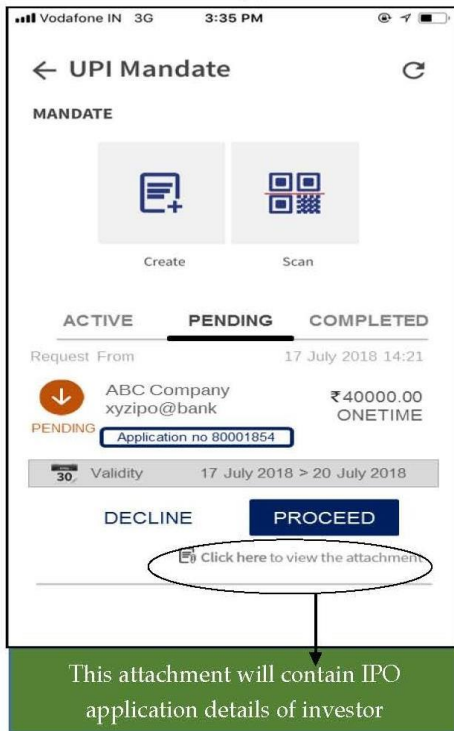 Vodafone IN 3G 3:35 PM
← UPI Mandate
MANDATE
Create Scan
ACTIVE PENDING COMPLETED
Request From 17 July 2018 14:21
ABC Company ₹40000.00
xyzipo@bank ONETIME
PENDING
Application no 80001854
30 Validity 17 July 2018 > 20 July 2018
DECLINE PROCEED
Click here to view the attachment
This attachment will contain IPO
application details of investor